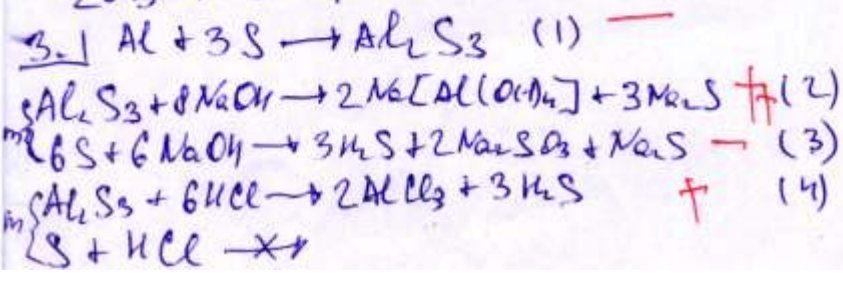 3.1 Al + 3S → Al₂S₃ (1) —
Al₂S₃ + 8NaOH → 2Na[Al(OH)₄] + 3Na₂S + (2)
6S + 6NaOH → 3H₂S + 2Na₂SO₃ + Na₂S — (3)
Al₂S₃ + 6HCl → 2AlCl₃ + 3H₂S + (4)
S + HCl ↛